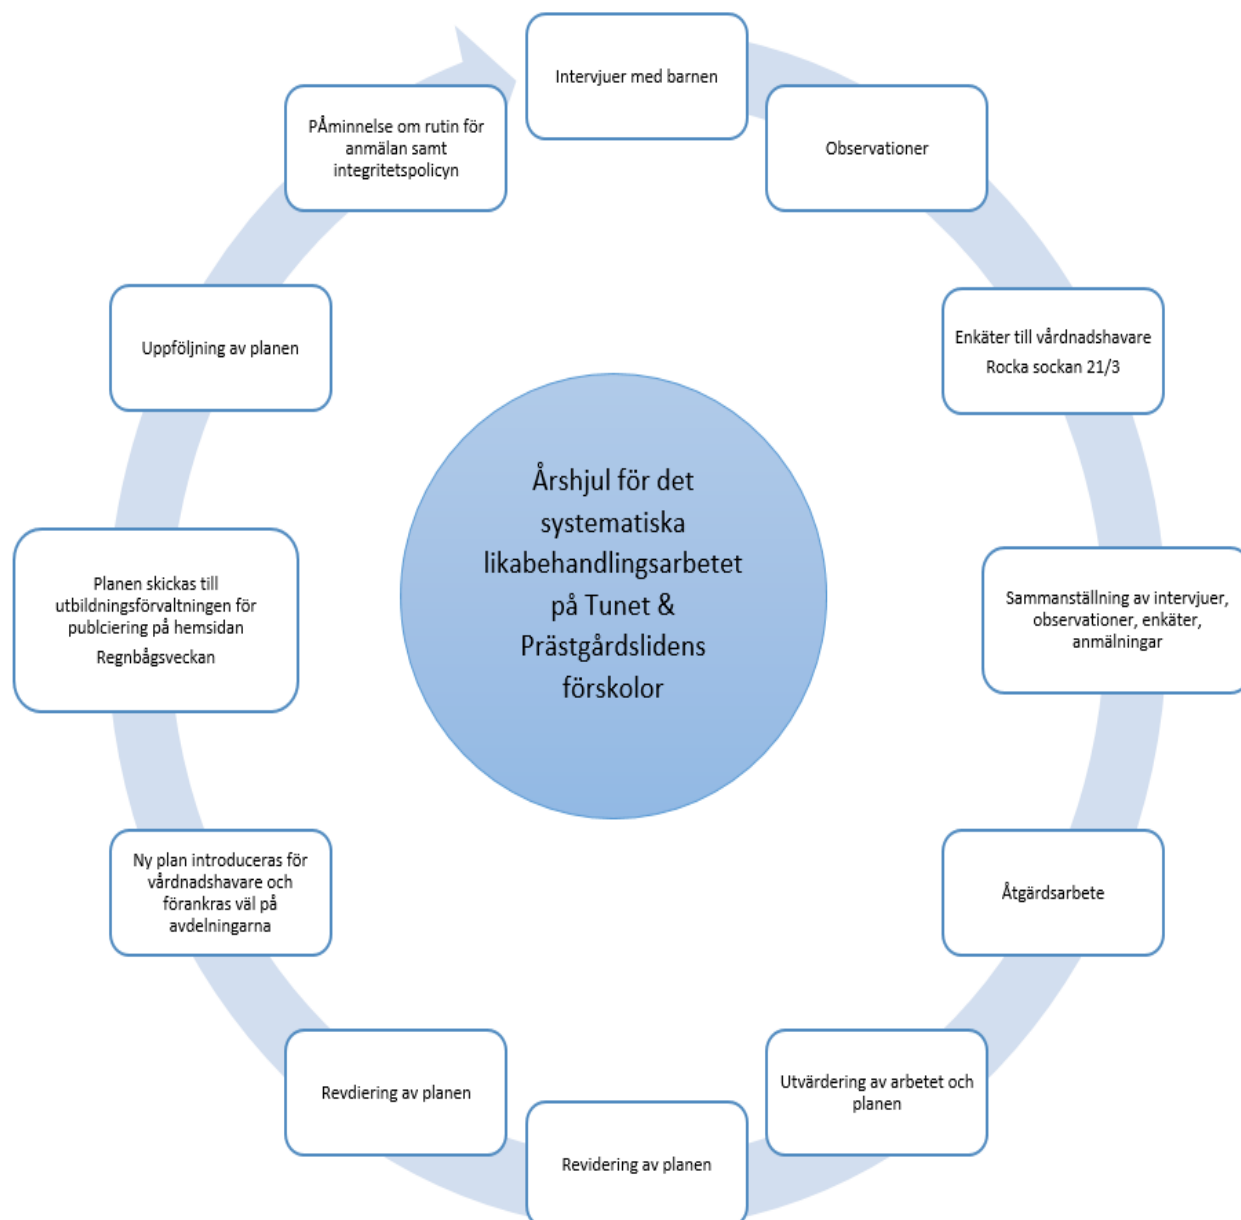 Intervjuer med barnen
Observationer
Enkäter till vårdnadshavare
Rocka sockan 21/3
Sammanställning av intervjuer,
observationer, enkäter,
anmälningar
Åtgärdsarbete
Utvärdering av arbetet och
planen
Revidering av planen
Revdiering av planen
Ny plan introduceras för
vårdnadshavare och
förankras väl på
avdelningarna
Planen skickas till
utbildningsförvaltningen för
publciering på hemsidan
Regnbågsveckan
Uppföljning av planen
PÅminnelse om rutin för
anmälan samt
integritetspolicyn
Årshjul för det
systematiska
likabehandlingsarbetet
på Tunet &
Prästgårdslidens
förskolor